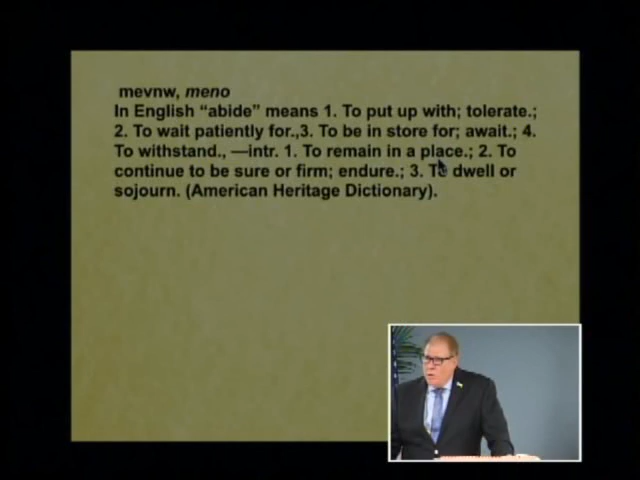 mevnw, meno
In English “abide” means 1. To put up with; tolerate.;
2. To wait patiently for.,3. To be in store for; await.; 4.
To withstand., —intr. 1. To remain in a place.; 2. To
continue to be sure or firm; endure.; 3. To dwell or
sojourn. (American Heritage Dictionary).